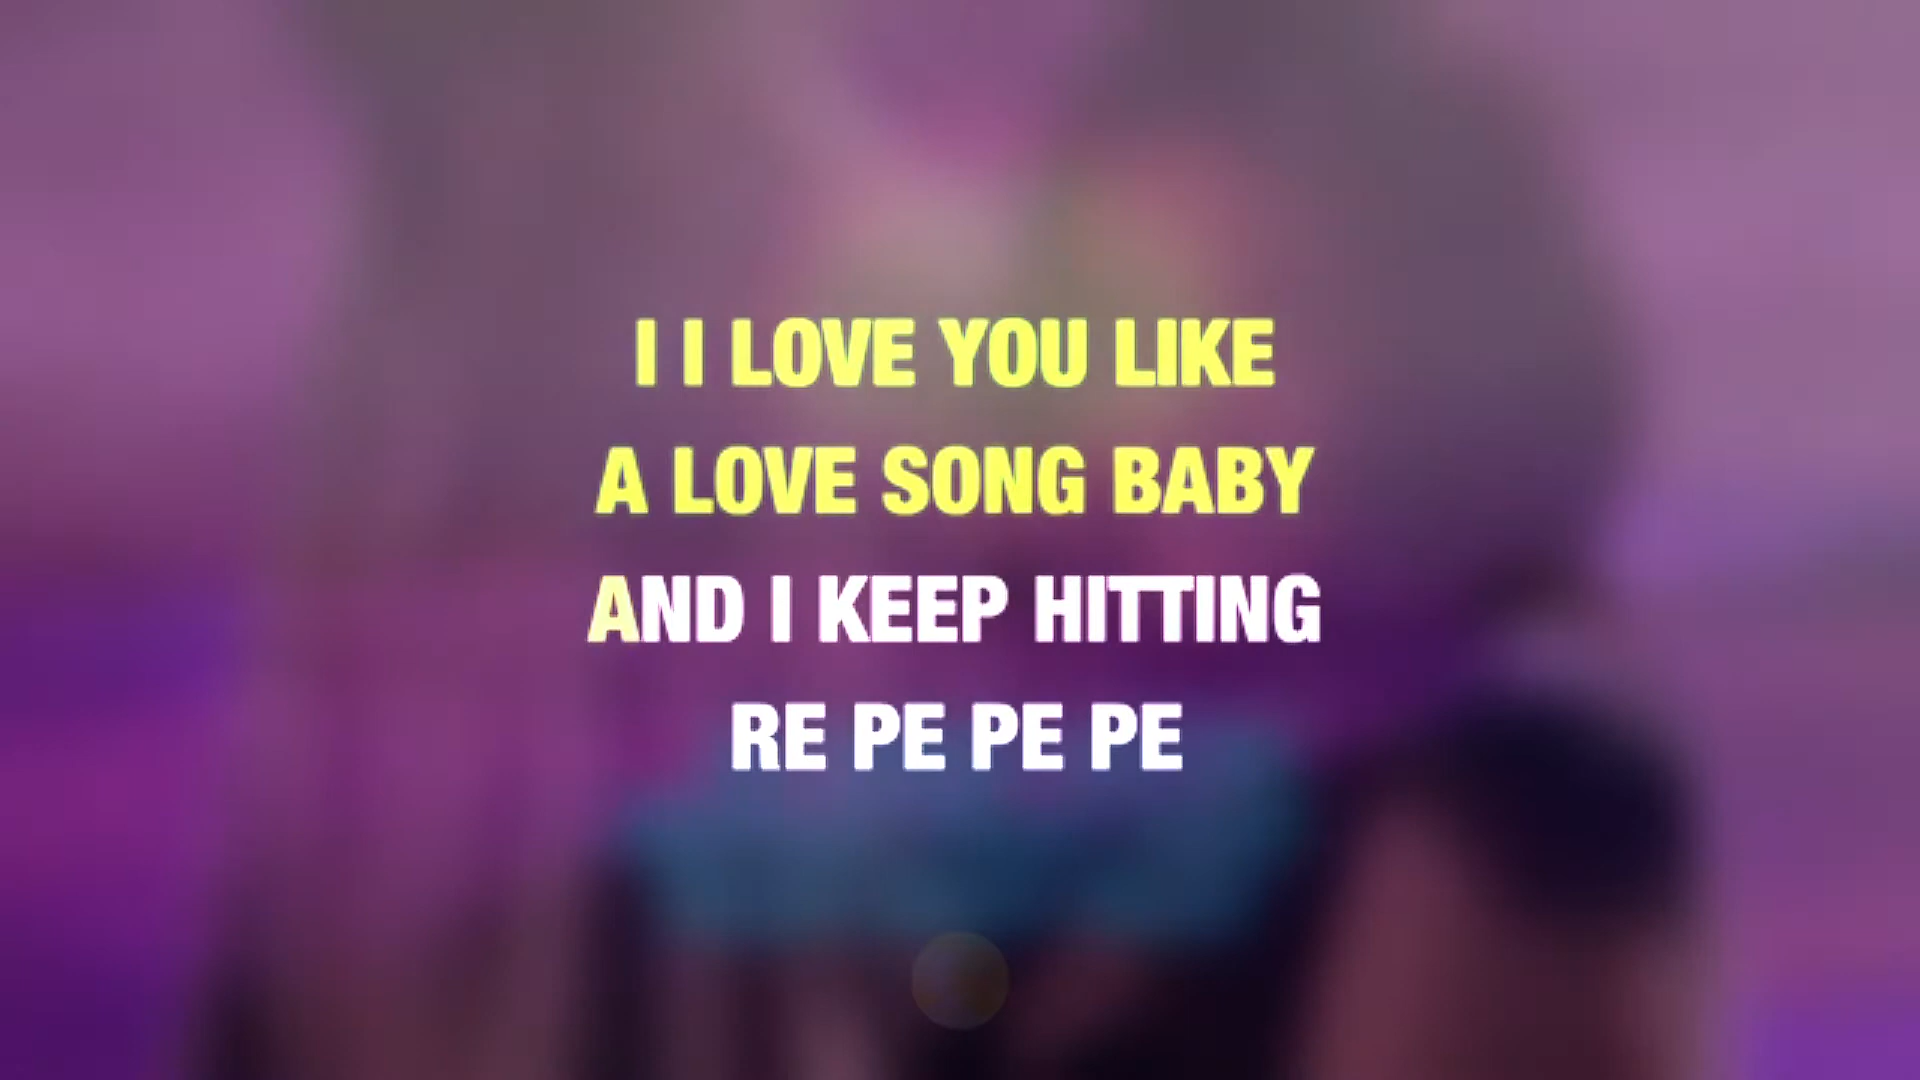 I I LOVE YOU LIKE
A LOVE SONG BABY
AND I KEEP HITTING
RE PE PE PE